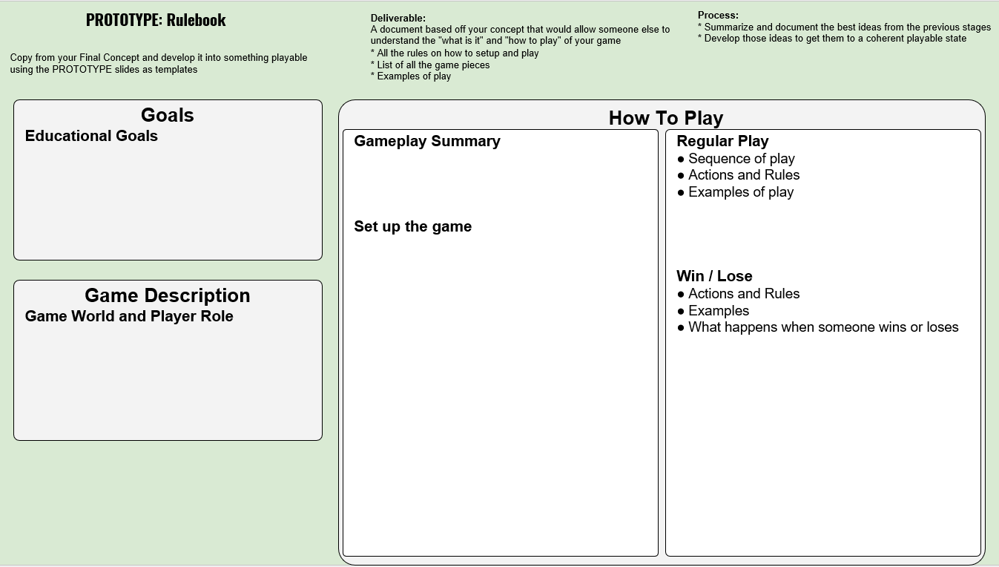 PROTOTYPE: Rulebook
Copy from your Final Concept and develop it into something playable
using the PROTOTYPE slides as templates
Deliverable:
A document based off your concept that would allow someone else to
understand the "what is it" and "how to play" of your game
* All the rules on how to setup and play
* List of all the game pieces
* Examples of play
Process:
* Summarize and document the best ideas from the previous stages
* Develop those ideas to get them to a coherent playable state
Goals
Educational Goals
Game Description
Game World and Player Role
How To Play
Gameplay Summary
Set up the game
Regular Play
● Sequence of play
● Actions and Rules
● Examples of play
Win / Lose
● Actions and Rules
● Examples
● What happens when someone wins or loses